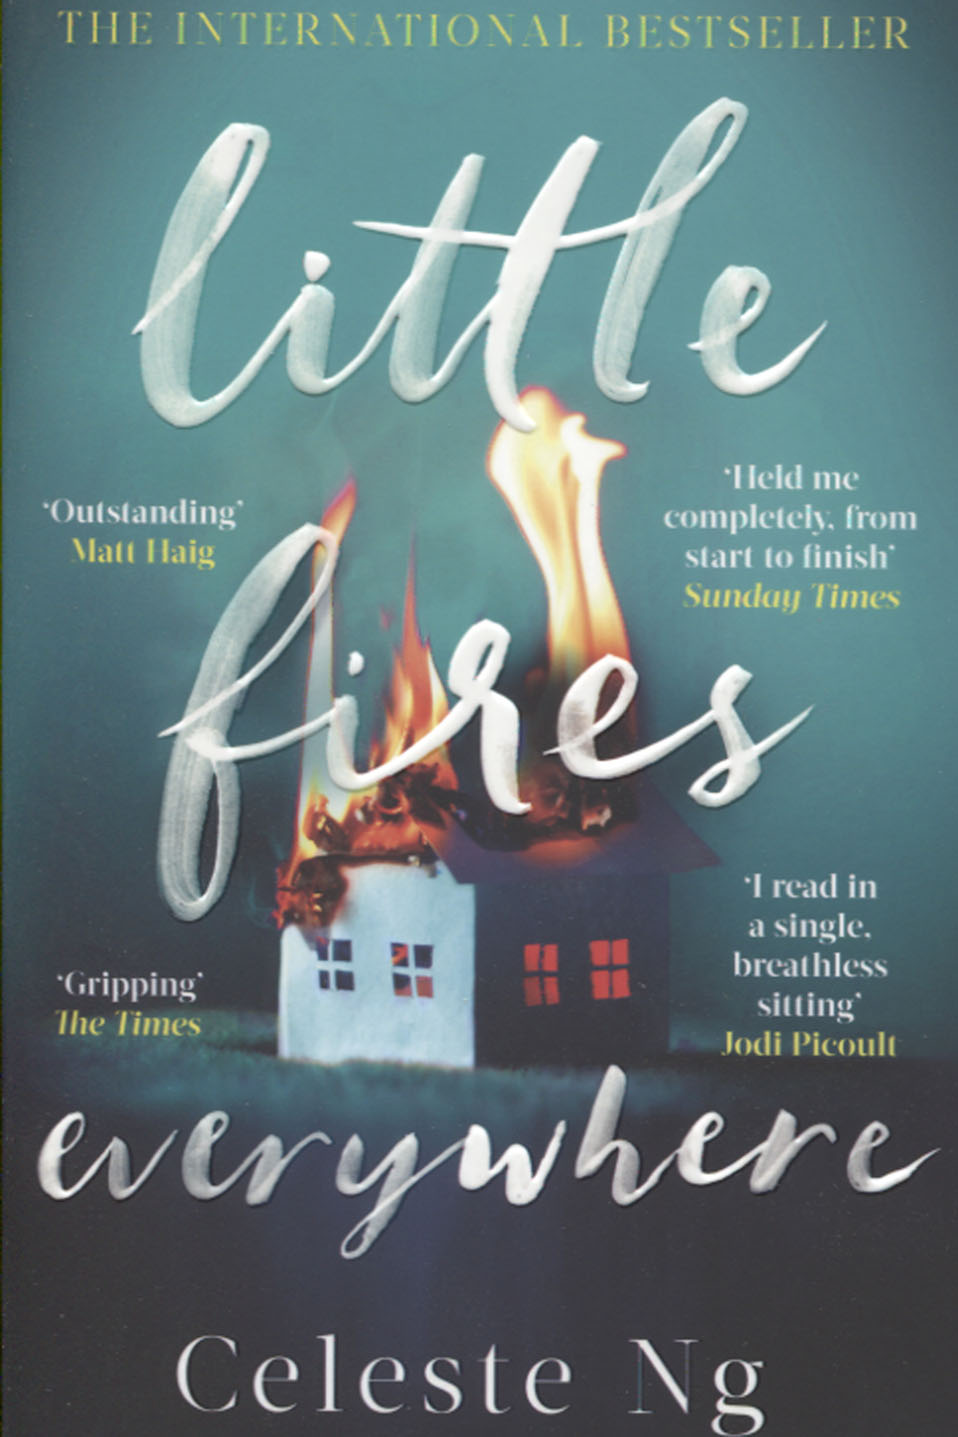 THE INTERNATIONAL BESTSELLER
little
‘Outstanding’
Matt Haig
‘Held me
completely, from
start to finish’
Sunday Times
fires
‘Gripping’
The Times
‘I read in
a single,
breathless
sitting’
Jodi Picoult
everywhere
Celeste Ng